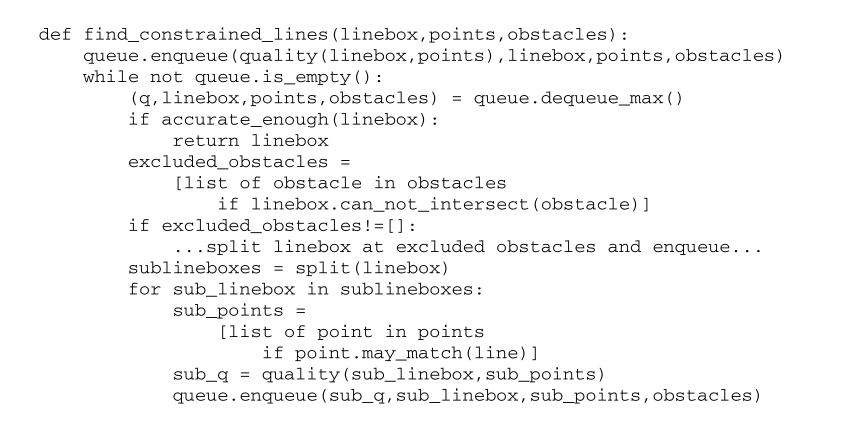 def find_constrained_lines(linebox,points,obstacles):
    queue.enqueue(quality(linebox,points),linebox,points,obstacles)
    while not queue.is_empty():
        (q,linebox,points,obstacles) = queue.dequeue_max()
        if accurate_enough(linebox):
            return linebox
        excluded_obstacles =
            [list of obstacle in obstacles
                if linebox.can_not_intersect(obstacle)]
        if excluded_obstacles!=[]:
            ...split linebox at excluded obstacles and enqueue...
        sublineboxes = split(linebox)
        for sub_linebox in sublineboxes:
            sub_points =
                [list of point in points
                    if point.may_match(line)]
            sub_q = quality(sub_linebox,sub_points)
            queue.enqueue(sub_q,sub_linebox,sub_points,obstacles)